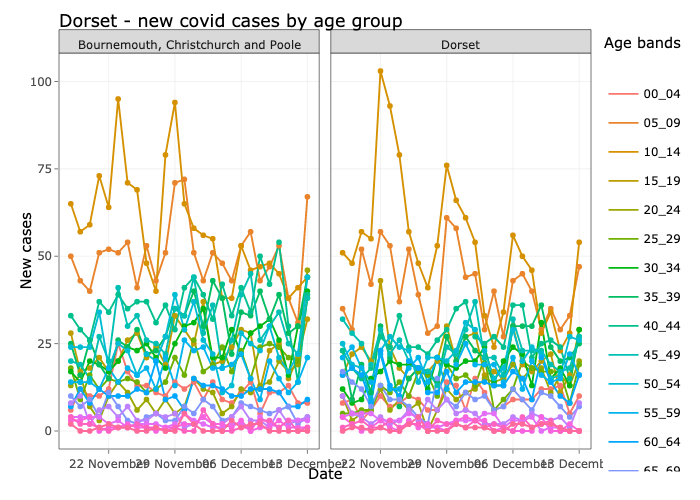 Dorset - new covid cases by age group
Bournemouth, Christchurch and Poole
Dorset
Age bands
00_04
05_09
10_14
15_19
20_24
25_29
30_34
35_39
40_44
45_49
50_54
55_59
60_64
65_69
New cases
100
75
50
25
0
22 November 29 November 06 December 13 December
22 November 29 November 06 December 13 Decemb
Date